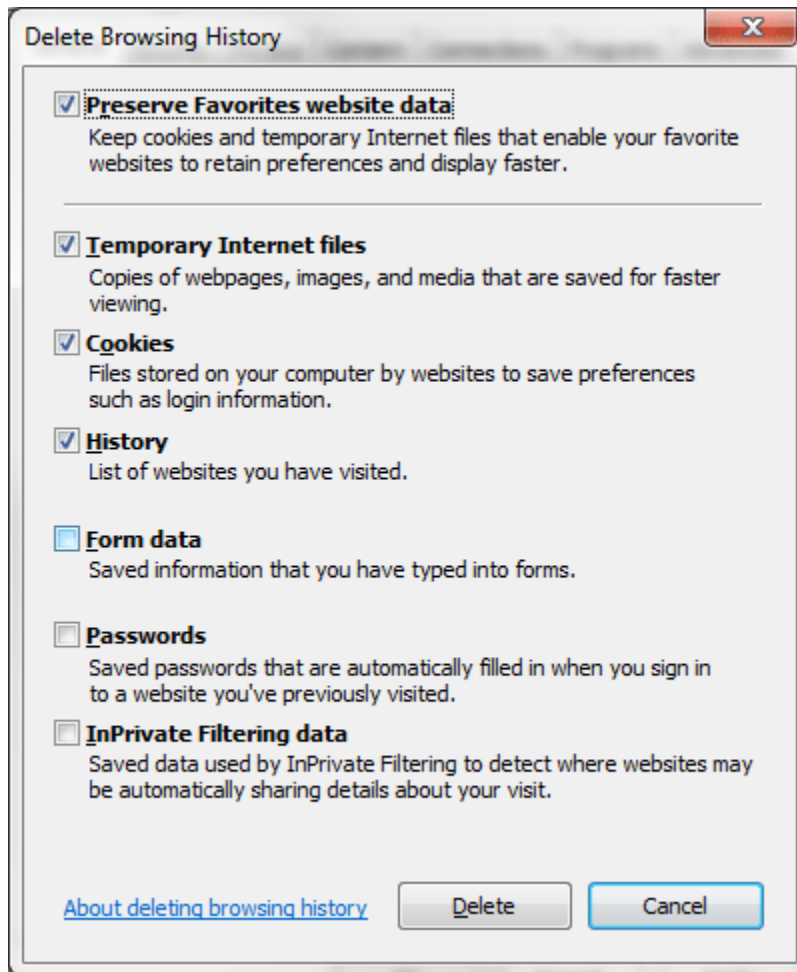 Delete Browsing History
Preserve Favorites website data
Keep cookies and temporary Internet files that enable your favorite
websites to retain preferences and display faster.
Temporary Internet files
Copies of webpages, images, and media that are saved for faster
viewing.
Cookies
Files stored on your computer by websites to save preferences
such as login information.
History
List of websites you have visited.
Form data
Saved information that you have typed into forms.
Passwords
Saved passwords that are automatically filled in when you sign in
to a website you've previously visited.
InPrivate Filtering data
Saved data used by InPrivate Filtering to detect where websites may
be automatically sharing details about your visit.
About deleting browsing history
Delete
Cancel